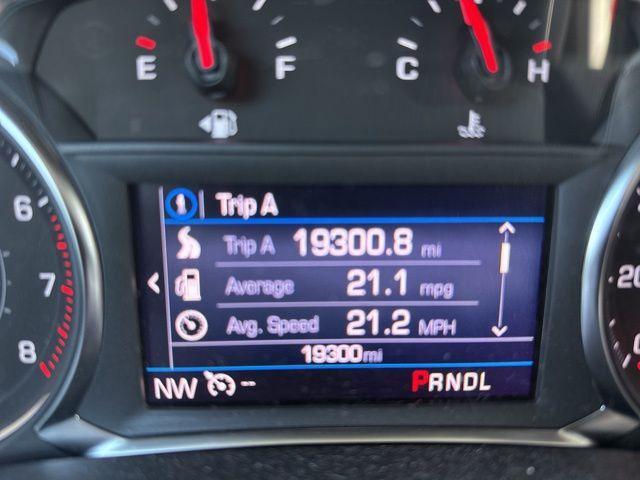 E F C H
Trip A
Trip A 19300.8 mi
6
Average 21.1 mpg
7
20
Avg. Speed 21.2 MPH
8
0
19300mi
NW -- PRNDL